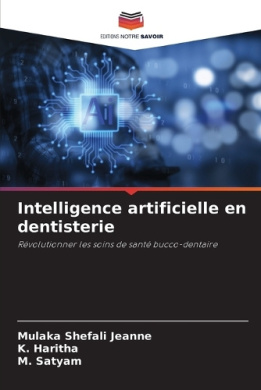 EDITIONS NOTRE SAVOIR
Ai
Intelligence artificielle en
dentisterie
Révolutionner les soins de santé bucco-dentaire
Mulaka Shefali Jeanne
K. Haritha
M. Satyam